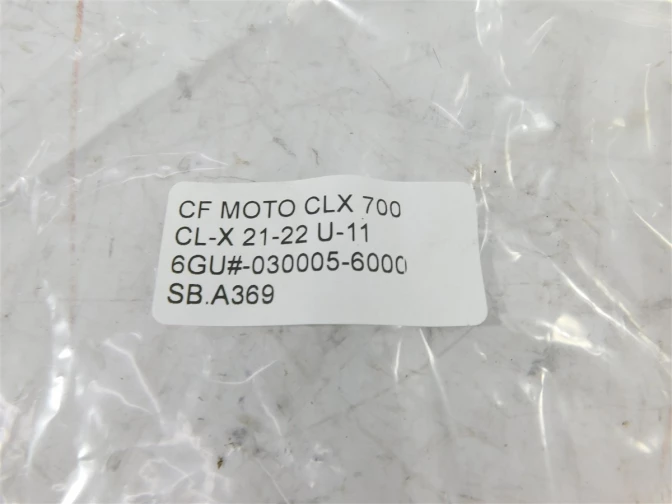 CF MOTO CLX 700
CL-X 21-22 U-11
6GU#-030005-6000
SB.A369